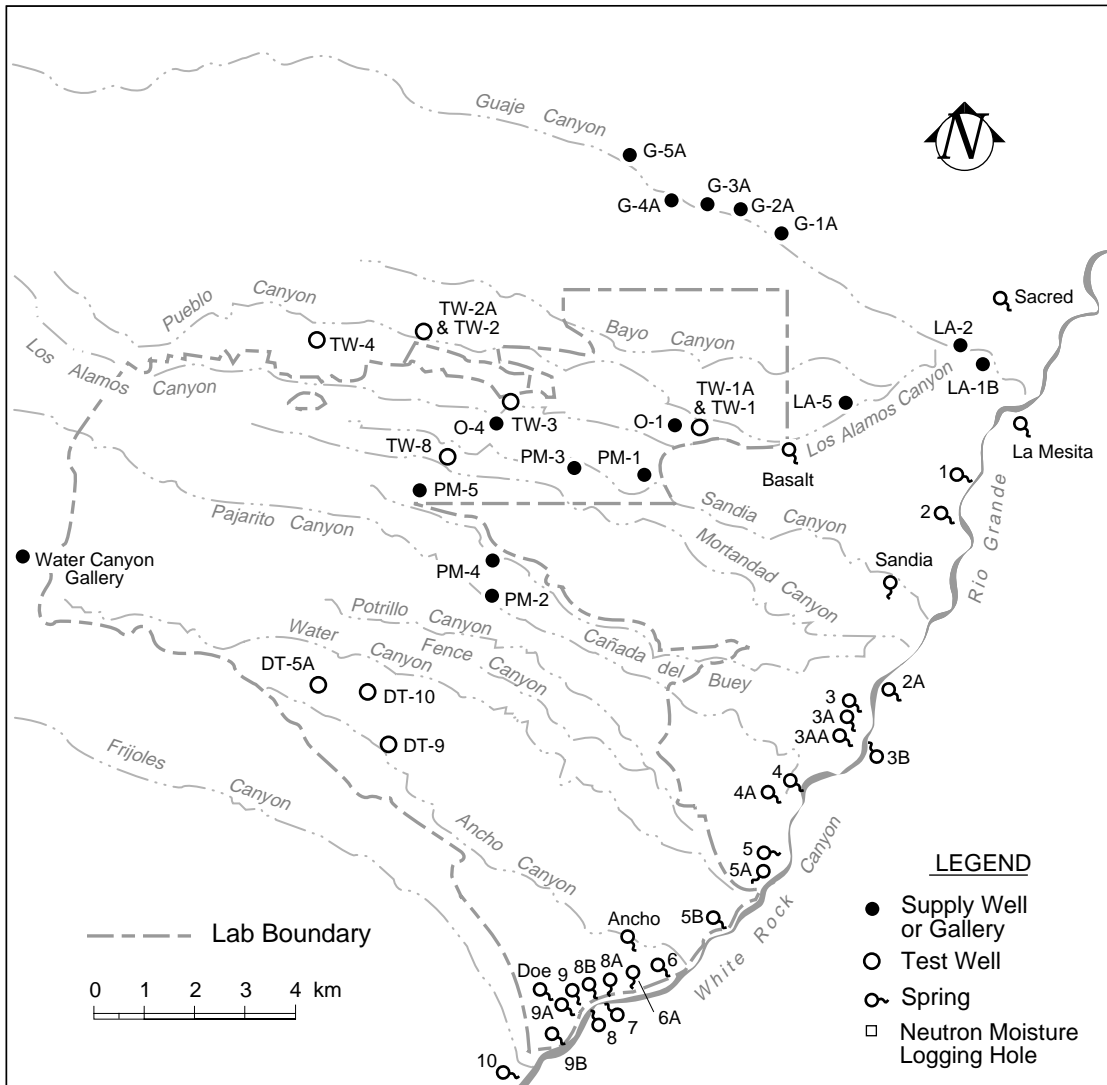 Guaje Canyon
N
G-5A
G-3A
G-4A
G-2A
G-1A
Sacred
Pueblo Canyon
TW-2A
& TW-2
TW-4
Bayo Canyon
LA-2
LA-1B
Los Alamos Canyon
TW-1A
& TW-1
LA-5
Los Alamos Canyon
O-4
TW-3
O-1
La Mesita
TW-8
PM-3
PM-1
Basalt
1
PM-5
2
Sandia Canyon
Pajarito Canyon
Mortandad Canyon
Rio Grande
Water Canyon
Gallery
PM-4
Sandia
PM-2
Potrillo Canyon
Water Canyon
Fence Canyon
Cañada del Buey
DT-5A
DT-10
2A
3
3A
3AA
3B
DT-9
Frijoles Canyon
4
4A
Ancho Canyon
5
5A
White Rock Canyon
5B
Ancho
6
8A
8B
9
Doe
9A
6A
7
8
9B
10
Lab Boundary
0 1 2 3 4 km
LEGEND
Supply Well
or Gallery
Test Well
Spring
Neutron Moisture
Logging Hole